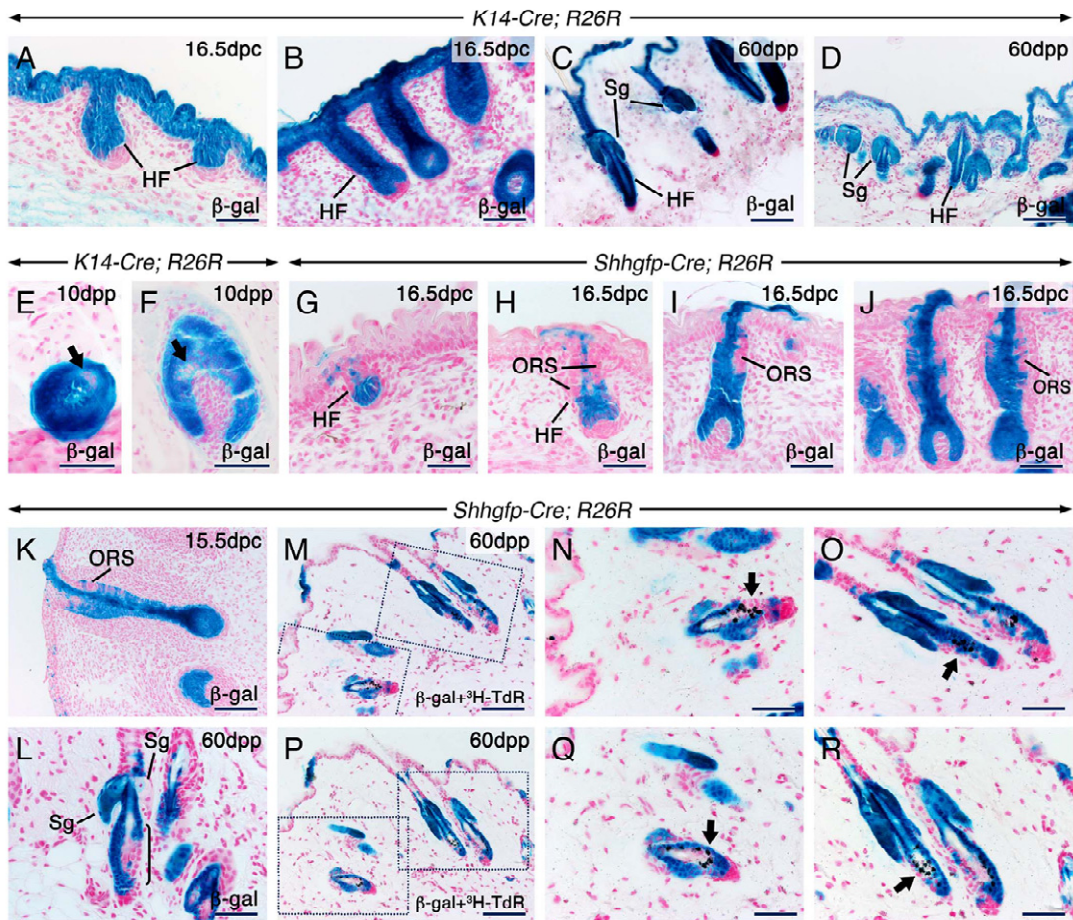 K14-Cre; R26R
A 16.5dpc
HF
β-gal
B 16.5dpc
HF
β-gal
C 60dpp
Sg
HF
β-gal
D 60dpp
Sg
HF
β-gal
K14-Cre; R26R
Shhgfp-Cre; R26R
E 10dpp
β-gal
F 10dpp
β-gal
G 16.5dpc
HF
β-gal
H 16.5dpc
ORS
HF
β-gal
I 16.5dpc
ORS
β-gal
J 16.5dpc
ORS
β-gal
Shhgfp-Cre; R26R
K 15.5dpc
ORS
β-gal
M 60dpp
β-gal+³H-TdR
N
O
L 60dpp
Sg
Sg
β-gal
P 60dpp
β-gal+³H-TdR
Q
R